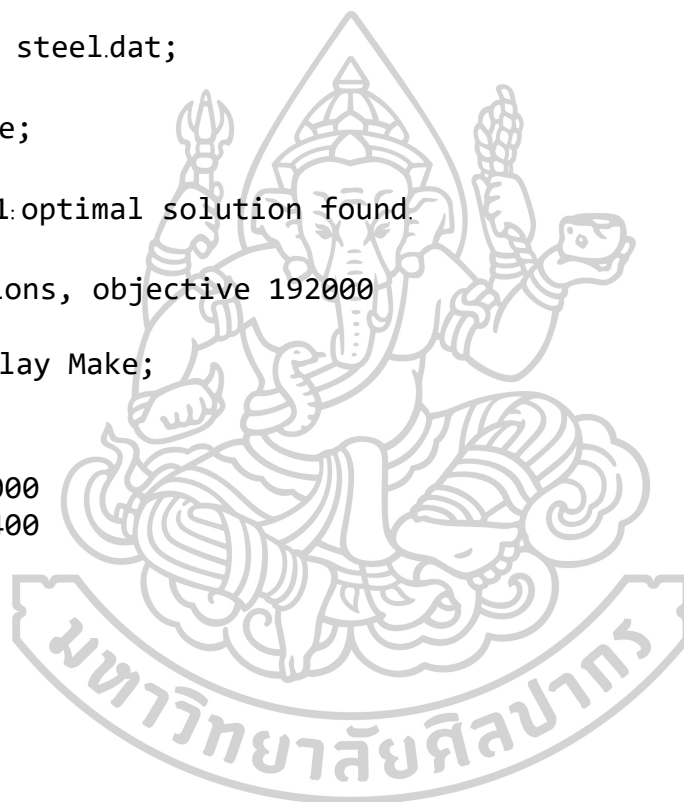 steel.dat;
e;
1: optimal solution found.
ions, objective 192000
lay Make;
000
400
มหาวิทยาลัยศิลปากร